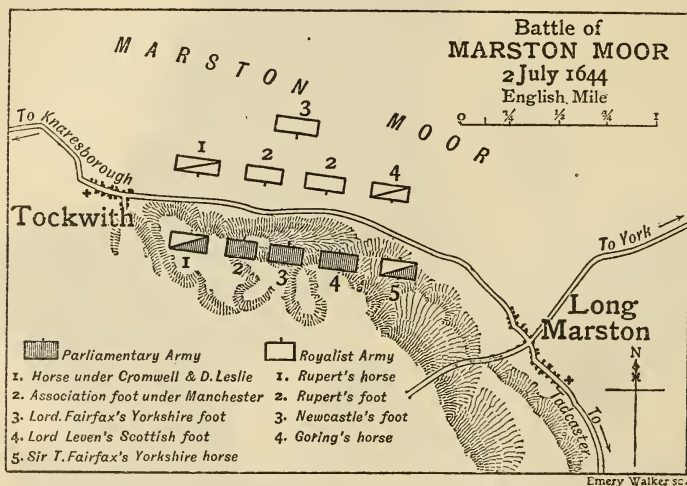 Battle of
MARSTON MOOR
2 July 1644
English Mile
0 ¼ ½ ¾ 1
MARSTON MOOR
To Knaresborough
3
1 2 2 4
Tockwith
To York
1 2 3 4 5
Long
Marston
N
To
Tadcaster
Parliamentary Army
1. Horse under Cromwell & D. Leslie
2. Association foot under Manchester
3. Lord. Fairfax's Yorkshire foot
4. Lord Leven's Scottish foot
5. Sir T. Fairfax's Yorkshire horse
Royalist Army
1. Rupert's horse
2. Rupert's foot
3. Newcastle's foot
4. Goring's horse
Emery Walker sc.